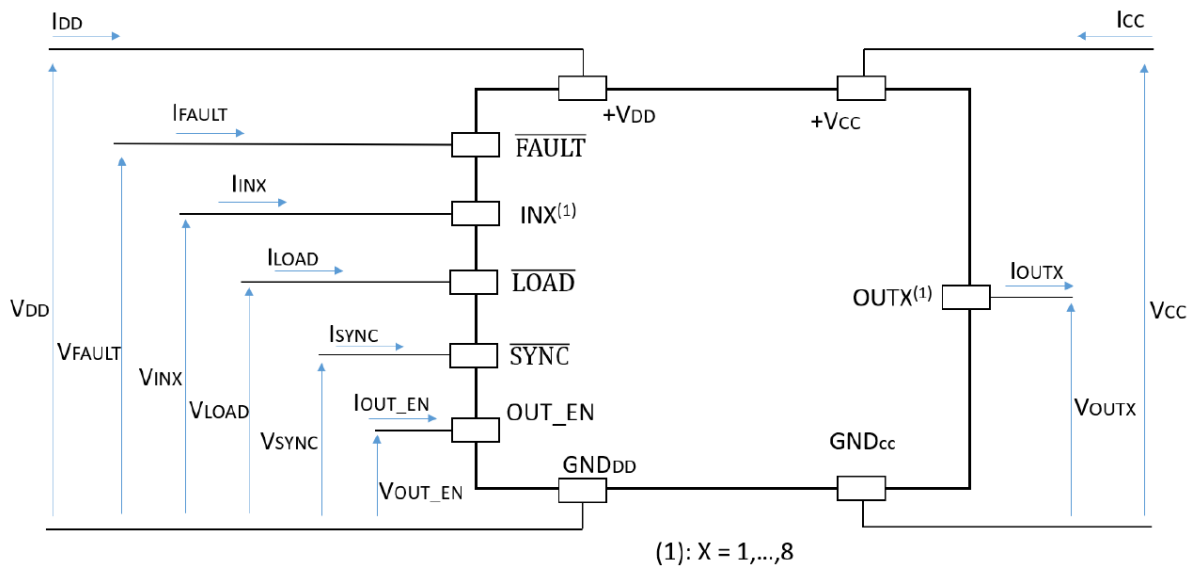 IDD
ICC
+VDD
+VCC
IFAULT
FAULT
IINX
INX(1)
ILOAD
LOAD
IOUTX
OUTX(1)
VDD
VCC
ISYNC
SYNC
VFAULT
VINX
VLOAD
IOUT_EN
OUT_EN
VOUTX
VSYNC
GNDcc
GNDDD
VOUT_EN
(1): X = 1,...,8